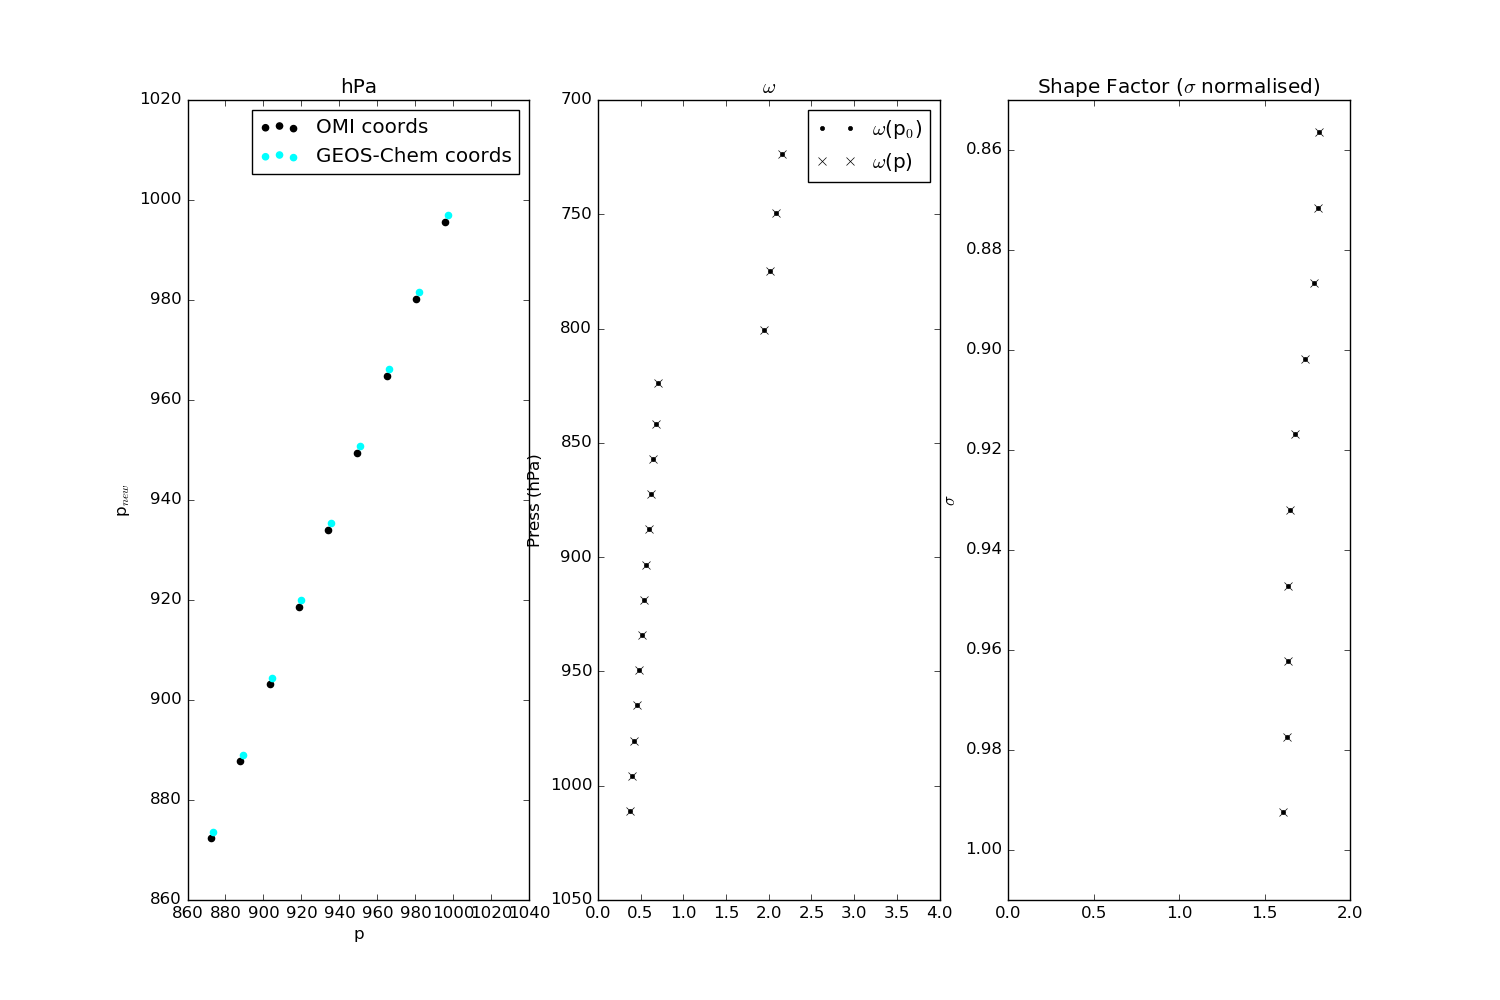 hPa
1020
1000
980
960
940
920
900
880
860
860 880 900 920 940 960 980 1000 1020 1040
p
p_new
OMI coords
GEOS-Chem coords
ω
700
750
800
850
900
950
1000
1050
0.0 0.5 1.0 1.5 2.0 2.5 3.0 3.5 4.0
Press (hPa)
ω(p₀)
ω(p)
Shape Factor (σ normalised)
0.86
0.88
0.90
0.92
0.94
0.96
0.98
1.00
0.0 0.5 1.0 1.5 2.0
σ